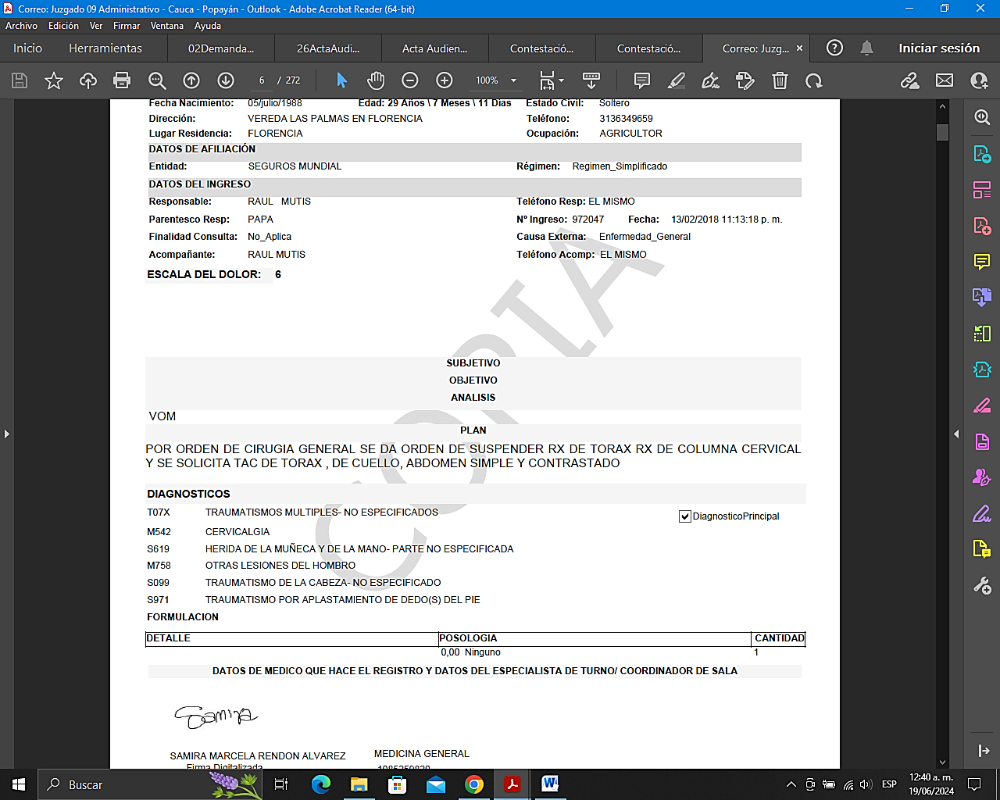 Correo: Juzgado 09 Administrativo - Cauca - Popayán - Outlook - Adobe Acrobat Reader (64-bit)
Archivo Edición Ver Firmar Ventana Ayuda
Inicio Herramientas 02Demanda... 26ActaAudi... Acta Audien... Contestació... Contestació... Correo: Juzg... × Iniciar sesión
6 / 272 100%
Fecha Nacimiento: 05/julio/1988 Edad: 29 Años \ 7 Meses \ 11 Días Estado Civil: Soltero
Dirección: VEREDA LAS PALMAS EN FLORENCIA Teléfono: 3136349659
Lugar Residencia: FLORENCIA Ocupación: AGRICULTOR
DATOS DE AFILIACIÓN
Entidad: SEGUROS MUNDIAL Régimen: Regimen_Simplificado
DATOS DEL INGRESO
Responsable: RAUL MUTIS Teléfono Resp: EL MISMO
Parentesco Resp: PAPA Nº Ingreso: 972047 Fecha: 13/02/2018 11:13:18 p. m.
Finalidad Consulta: No_Aplica Causa Externa: Enfermedad_General
Acompañante: RAUL MUTIS Teléfono Acomp: EL MISMO
ESCALA DEL DOLOR: 6
COPIA
SUBJETIVO
OBJETIVO
ANALISIS
VOM
PLAN
POR ORDEN DE CIRUGIA GENERAL SE DA ORDEN DE SUSPENDER RX DE TORAX RX DE COLUMNA CERVICAL
Y SE SOLICITA TAC DE TORAX , DE CUELLO, ABDOMEN SIMPLE Y CONTRASTADO
DIAGNOSTICOS
T07X TRAUMATISMOS MULTIPLES- NO ESPECIFICADOS DiagnosticoPrincipal
M542 CERVICALGIA
S619 HERIDA DE LA MUÑECA Y DE LA MANO- PARTE NO ESPECIFICADA
M758 OTRAS LESIONES DEL HOMBRO
S099 TRAUMATISMO DE LA CABEZA- NO ESPECIFICADO
S971 TRAUMATISMO POR APLASTAMIENTO DE DEDO(S) DEL PIE
FORMULACION
DETALLE POSOLOGIA CANTIDAD
0,00 Ninguno 1
DATOS DE MEDICO QUE HACE EL REGISTRO Y DATOS DEL ESPECIALISTA DE TURNO/ COORDINADOR DE SALA
Samira
SAMIRA MARCELA RENDON ALVAREZ MEDICINA GENERAL
Firma Digitalizada
Buscar ESP 12:40 a. m.
19/06/2024